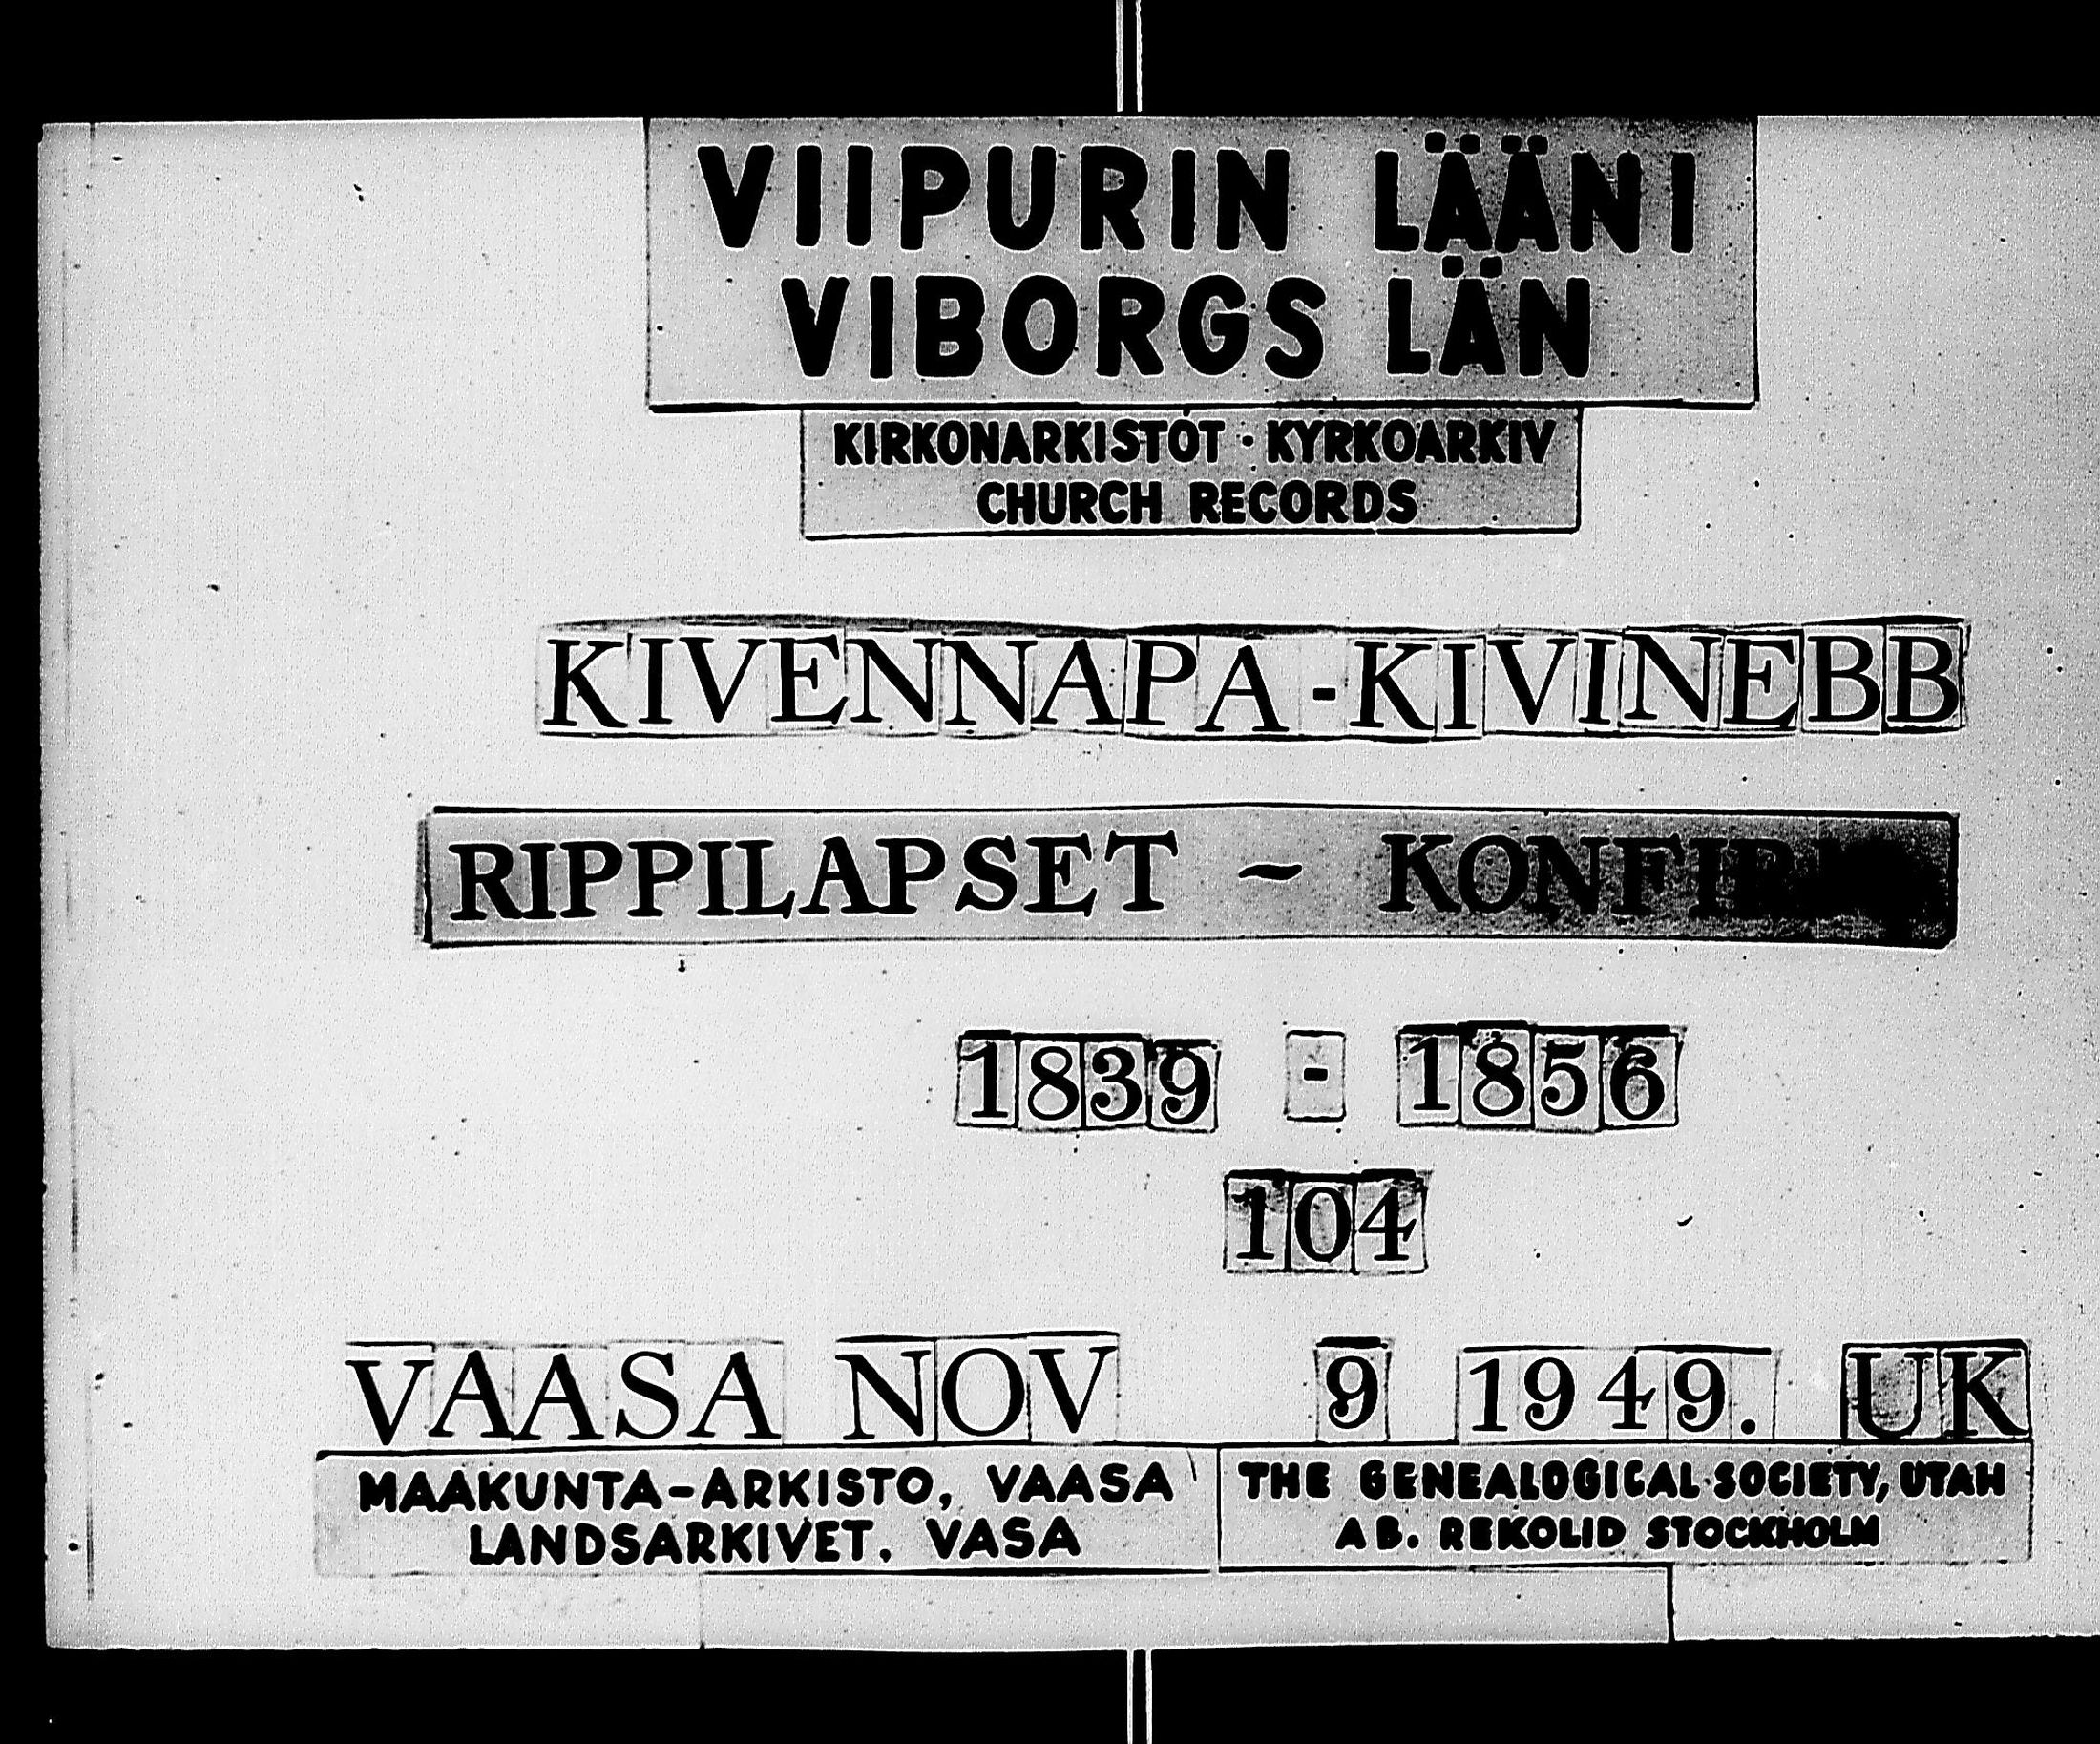 VIIPURIN LÄÄNI
VIBORGS LÄN
KIRKONARKISTOT · KYRKOARKIV
CHURCH RECORDS
KIVENNAPA - KIVINEBB
RIPPILAPSET ~
1839 - 1856
104
VAASA NOV 9 1949. UK
MAAKUNTA-ARKISTO, VAASA
LANDSARKIVET. VASA
THE GENEALOGICAL SOCIETY, UTAH
AB. REKOLID STOCKHOLM